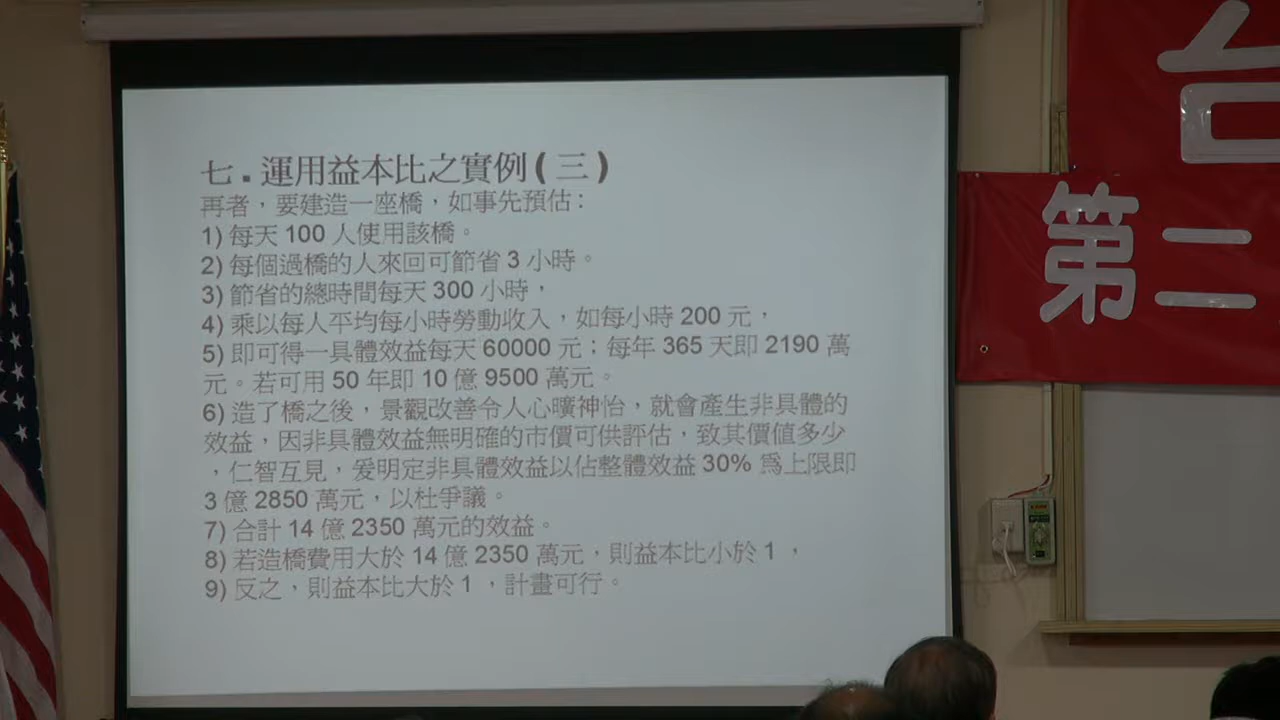 七．運用益本比之實例(三)
再者，要建造一座橋，如事先預估：
1) 每天 100 人使用該橋。
2) 每個過橋的人來回可節省 3 小時。
3) 節省的總時間每天 300 小時，
4) 乘以每人平均每小時勞動收入，如每小時 200 元，
5) 即可得一具體效益每天 60000 元；每年 365 天即 2190 萬
元。若可用 50 年即 10 億 9500 萬元。
6) 造了橋之後，景觀改善令人心曠神怡，就會產生非具體的
效益，因非具體效益無明確的市價可供評估，致其價值多少
，仁智互見，爰明定非具體效益以佔整體效益 30% 為上限即
3 億 2850 萬元，以杜爭議。
7) 合計 14 億 2350 萬元的效益。
8) 若造橋費用大於 14 億 2350 萬元，則益本比小於 1，
9) 反之，則益本比大於 1，計畫可行。
台
第二